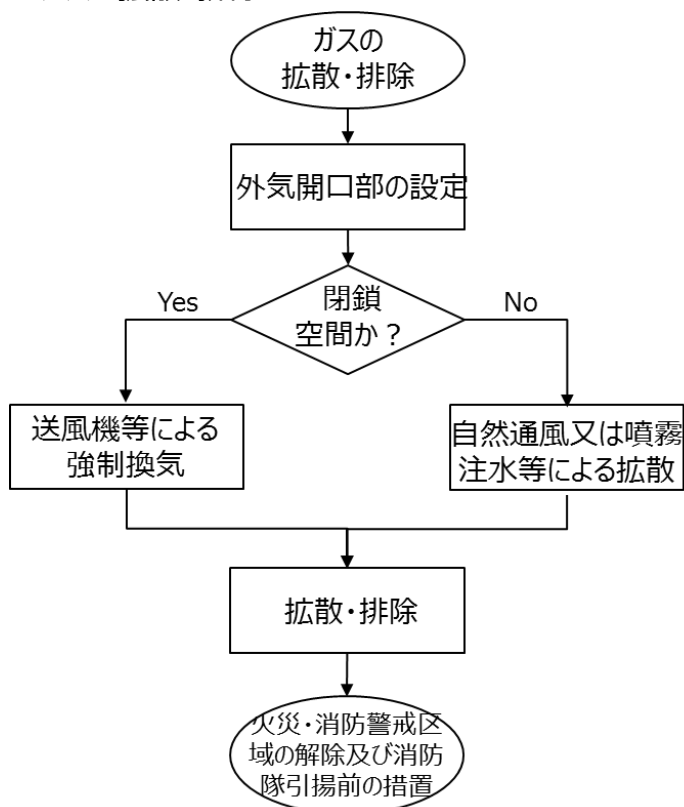 ガスの
拡散・排除
外気開口部の設定
閉鎖
空間か？
Yes
No
送風機等による
強制換気
自然通風又は噴霧
注水等による拡散
拡散・排除
火災・消防警戒区
域の解除及び消防
隊引揚前の措置